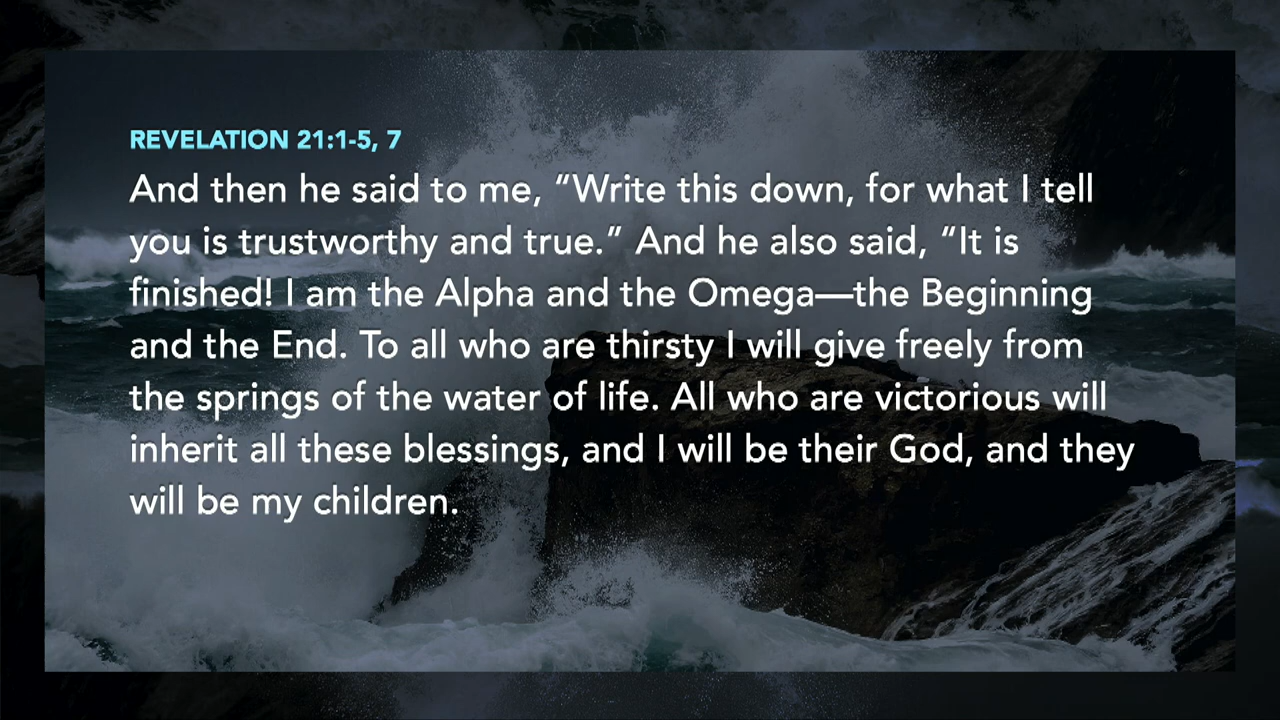 REVELATION 21:1-5, 7
And then he said to me, “Write this down, for what I tell
you is trustworthy and true.” And he also said, “It is
finished! I am the Alpha and the Omega—the Beginning
and the End. To all who are thirsty I will give freely from
the springs of the water of life. All who are victorious will
inherit all these blessings, and I will be their God, and they
will be my children.